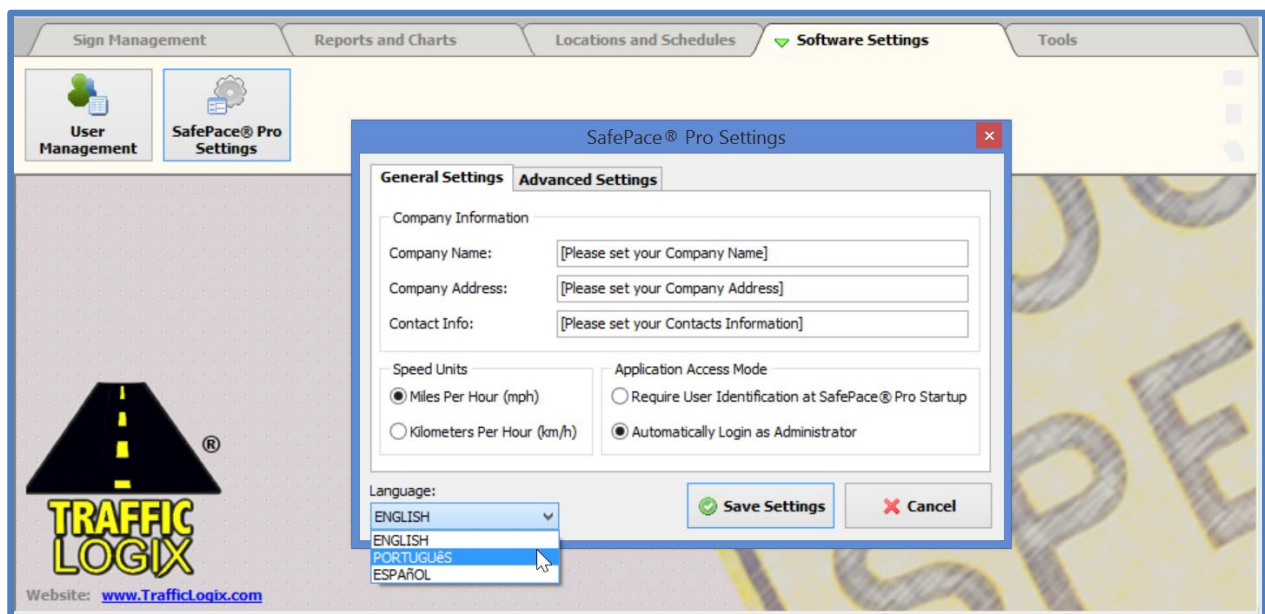 Sign Management
Reports and Charts
Locations and Schedules
Software Settings
Tools
User
Management
SafePace® Pro
Settings
SafePace® Pro Settings
General Settings
Advanced Settings
Company Information
Company Name:
[Please set your Company Name]
Company Address:
[Please set your Company Address]
Contact Info:
[Please set your Contacts Information]
Speed Units
Miles Per Hour (mph)
Kilometers Per Hour (km/h)
Application Access Mode
Require User Identification at SafePace® Pro Startup
Automatically Login as Administrator
Language:
ENGLISH
ENGLISH
PORTUGUêS
ESPAñOL
Save Settings
Cancel
®
TRAFFIC
LOGIX
Website: www.TrafficLogix.com